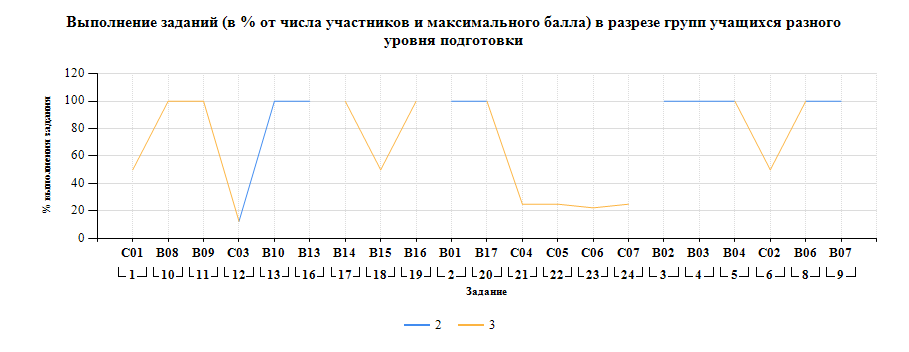 Выполнение заданий (в % от числа участников и максимального балла) в разрезе групп учащихся разного
уровня подготовки
% выполнения задания
120
100
80
60
40
20
0
C01 B08 B09 C03 B10 B13 B14 B15 B16 B01 B17 C04 C05 C06 C07 B02 B03 B04 C02 B06 B07
1 10 11 12 13 16 17 18 19 2 20 21 22 23 24 3 4 5 6 8 9
Задание
2 3